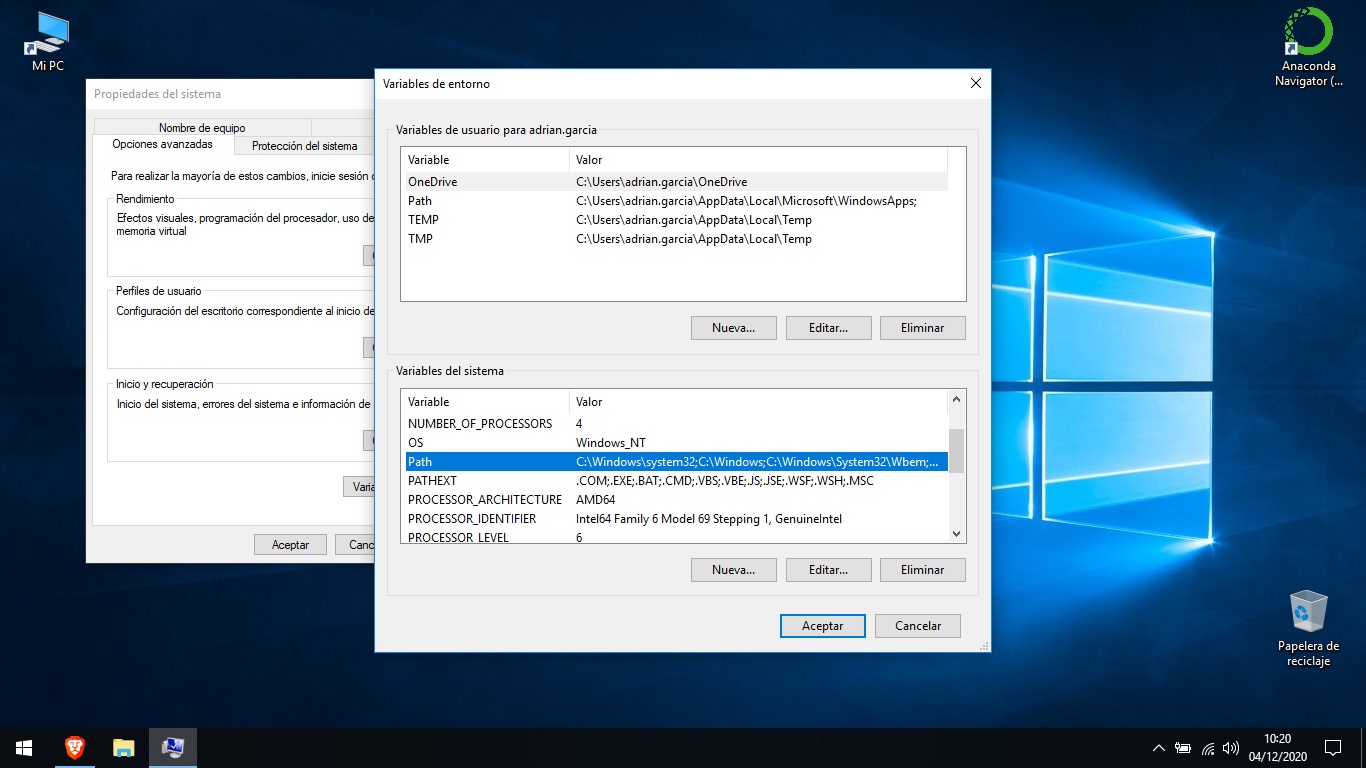 Mi PC
Anaconda
Navigator (...
Propiedades del sistema
Nombre de equipo
Opciones avanzadas
Protección del sistema
Para realizar la mayoría de estos cambios, inicie sesión
Rendimiento
Efectos visuales, programación del procesador, uso de
memoria virtual
Perfiles de usuario
Configuración del escritorio correspondiente al inicio de
Inicio y recuperación
Inicio del sistema, errores del sistema e información de
Varia
Aceptar
Canc
Variables de entorno
Variables de usuario para adrian.garcia
Variable Valor
OneDrive C:\Users\adrian.garcia\OneDrive
Path C:\Users\adrian.garcia\AppData\Local\Microsoft\WindowsApps;
TEMP C:\Users\adrian.garcia\AppData\Local\Temp
TMP C:\Users\adrian.garcia\AppData\Local\Temp
Nueva... Editar... Eliminar
Variables del sistema
Variable Valor
NUMBER_OF_PROCESSORS 4
OS Windows_NT
Path C:\Windows\system32;C:\Windows;C:\Windows\System32\Wbem;...
PATHEXT .COM;.EXE;.BAT;.CMD;.VBS;.VBE;.JS;.JSE;.WSF;.WSH;.MSC
PROCESSOR_ARCHITECTURE AMD64
PROCESSOR_IDENTIFIER Intel64 Family 6 Model 69 Stepping 1, GenuineIntel
PROCESSOR_LEVEL 6
Nueva... Editar... Eliminar
Aceptar Cancelar
Papelera de
reciclaje
10:20
04/12/2020